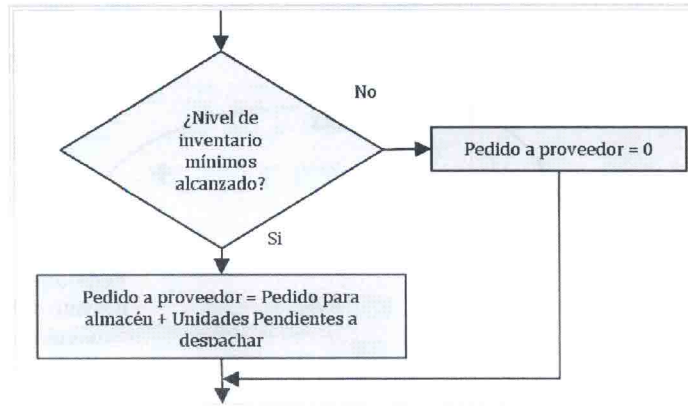 No
¿Nivel de
inventario
mínimos
alcanzado?
Pedido a proveedor = 0
Si
Pedido a proveedor = Pedido para
almacén + Unidades Pendientes a
despachar